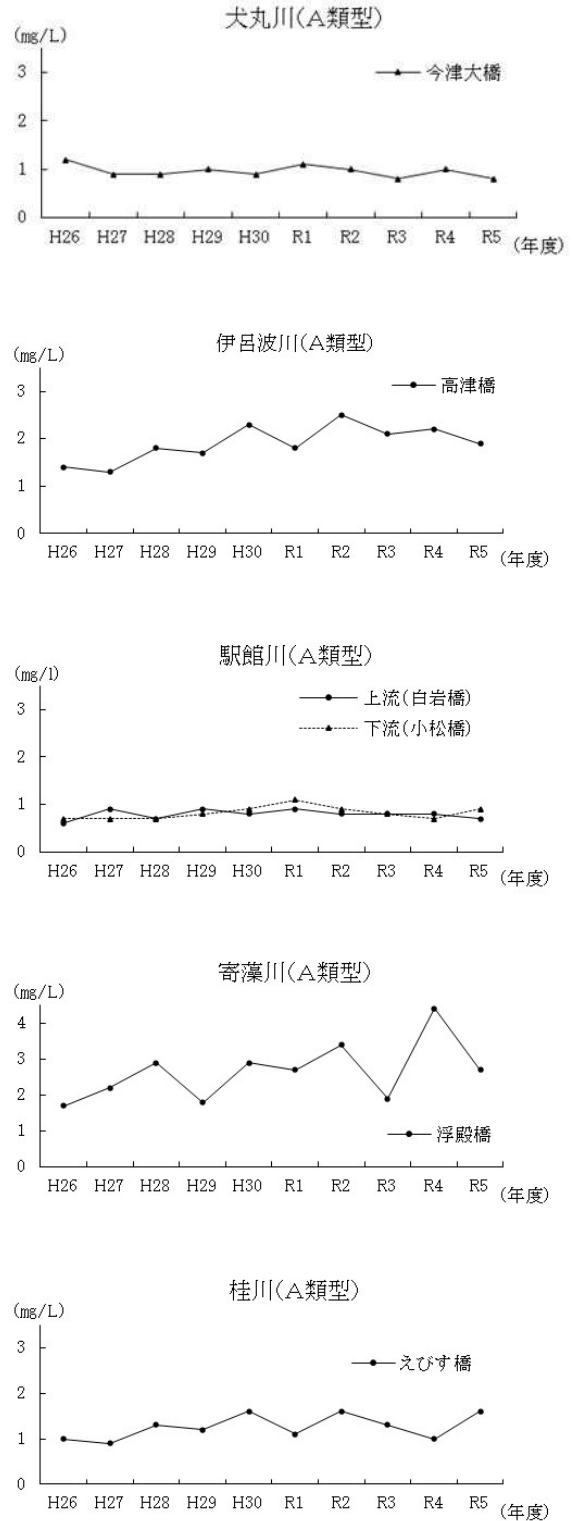 犬丸川(A類型)
(mg/L)
今津大橋
3
2
1
0
H26 H27 H28 H29 H30 R1 R2 R3 R4 R5 (年度)
伊呂波川(A類型)
(mg/L)
高津橋
3
2
1
0
H26 H27 H28 H29 H30 R1 R2 R3 R4 R5 (年度)
駅館川(A類型)
(mg/l)
上流(白岩橋)
下流(小松橋)
3
2
1
0
H26 H27 H28 H29 H30 R1 R2 R3 R4 R5 (年度)
寄藻川(A類型)
(mg/L)
4
3
2
1
浮殿橋
0
H26 H27 H28 H29 H30 R1 R2 R3 R4 R5 (年度)
桂川(A類型)
(mg/L)
3
えびす橋
2
1
0
H26 H27 H28 H29 H30 R1 R2 R3 R4 R5 (年度)